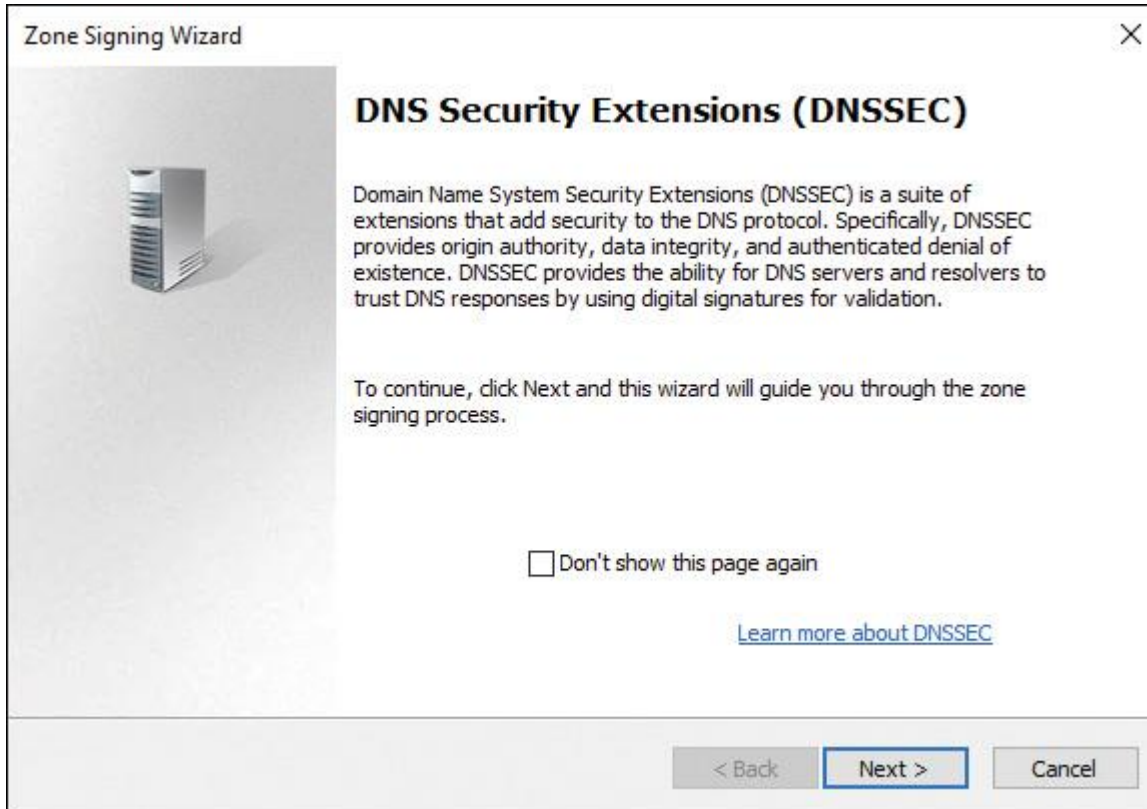 Zone Signing Wizard
DNS Security Extensions (DNSSEC)
Domain Name System Security Extensions (DNSSEC) is a suite of
extensions that add security to the DNS protocol. Specifically, DNSSEC
provides origin authority, data integrity, and authenticated denial of
existence. DNSSEC provides the ability for DNS servers and resolvers to
trust DNS responses by using digital signatures for validation.
To continue, click Next and this wizard will guide you through the zone
signing process.
Don't show this page again
Learn more about DNSSEC
< Back Next > Cancel